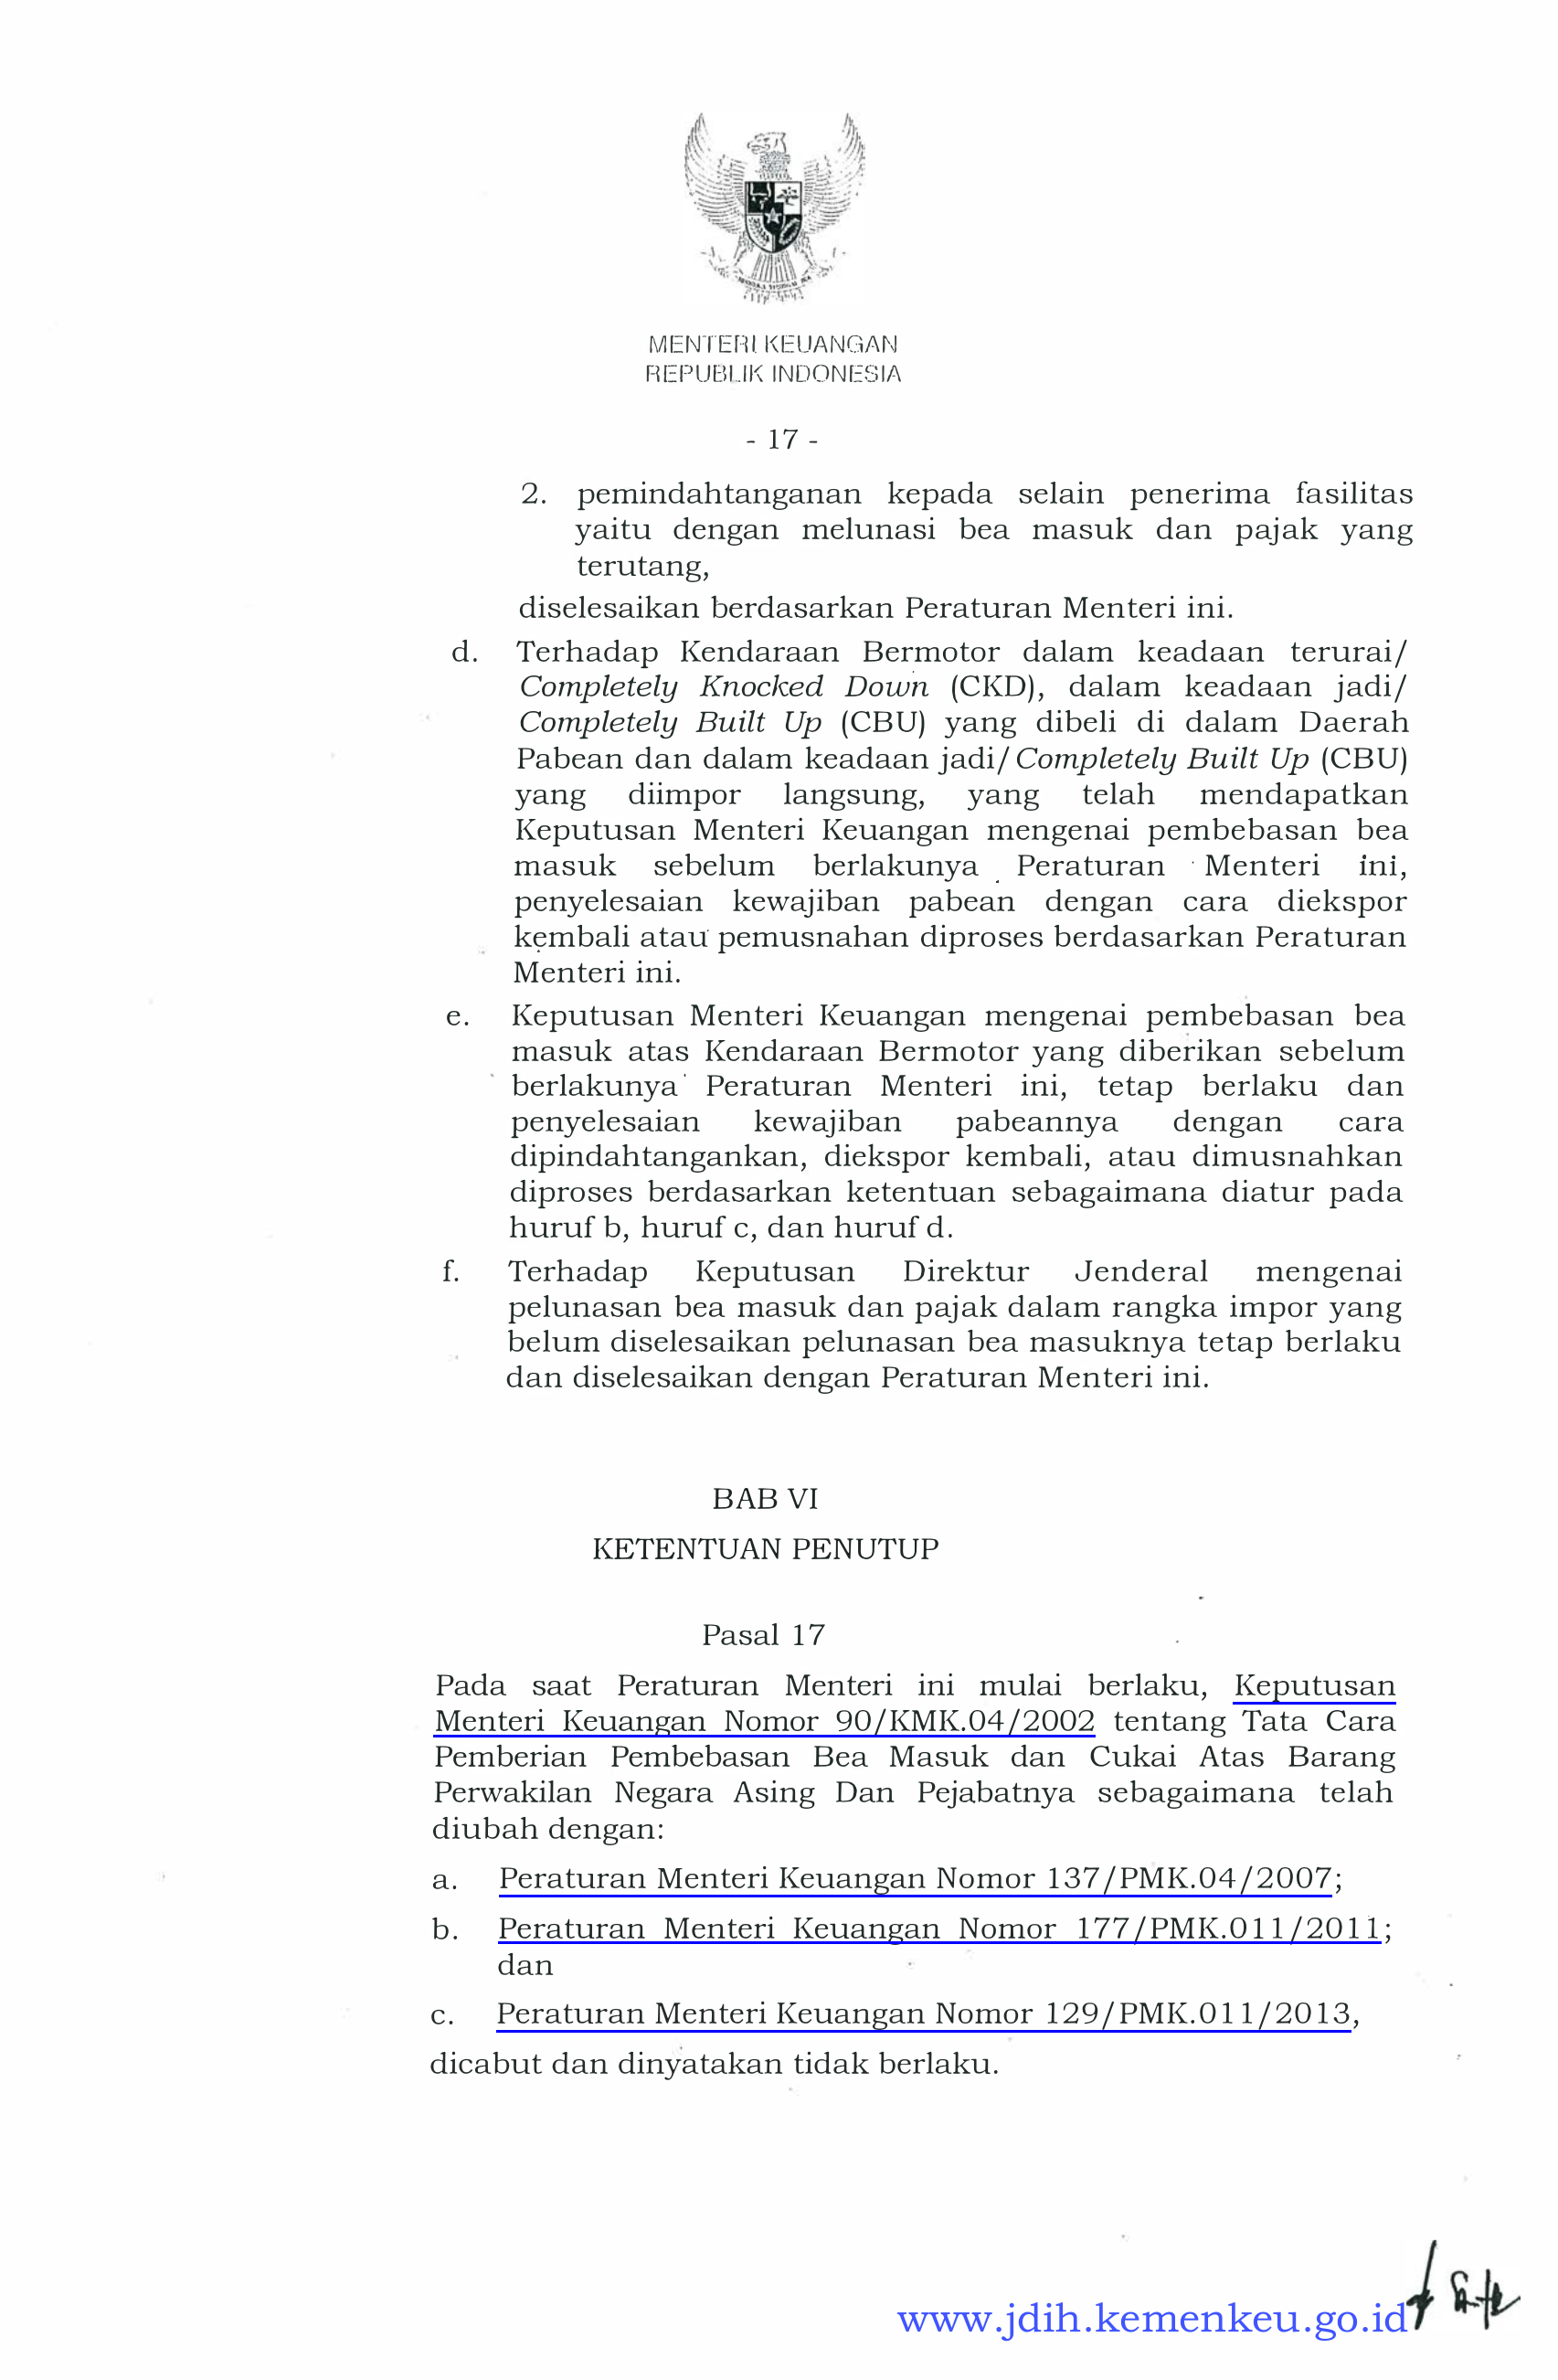 MENTERI KEUANGAN
REPUBLIK INDONESIA
- 17 -
2. pemindahtanganan kepada selain penerima fasilitas
yaitu dengan melunasi bea masuk dan pajak yang
terutang,
diselesaikan berdasarkan Peraturan Menteri ini.
d. Terhadap Kendaraan Bermotor dalam keadaan terurai/
Completely Knocked Down (CKD), dalam keadaan jadi/
Completely Built Up (CBU) yang dibeli di dalam Daerah
Pabean dan dalam keadaan jadi/Completely Built Up (CBU)
yang diimpor langsung, yang telah mendapatkan
Keputusan Menteri Keuangan mengenai pembebasan bea
masuk sebelum berlakunya Peraturan Menteri ini,
penyelesaian kewajiban pabean dengan cara diekspor
kembali atau pemusnahan diproses berdasarkan Peraturan
Menteri ini.
e. Keputusan Menteri Keuangan mengenai pembebasan bea
masuk atas Kendaraan Bermotor yang diberikan sebelum
berlakunya Peraturan Menteri ini, tetap berlaku dan
penyelesaian kewajiban pabeannya dengan cara
dipindahtangankan, diekspor kembali, atau dimusnahkan
diproses berdasarkan ketentuan sebagaimana diatur pada
huruf b, huruf c, dan huruf d.
f. Terhadap Keputusan Direktur Jenderal mengenai
pelunasan bea masuk dan pajak dalam rangka impor yang
belum diselesaikan pelunasan bea masuknya tetap berlaku
dan diselesaikan dengan Peraturan Menteri ini.
BAB VI
KETENTUAN PENUTUP
Pasal 17
Pada saat Peraturan Menteri ini mulai berlaku, Keputusan
Menteri Keuangan Nomor 90/KMK.04/2002 tentang Tata Cara
Pemberian Pembebasan Bea Masuk dan Cukai Atas Barang
Perwakilan Negara Asing Dan Pejabatnya sebagaimana telah
diubah dengan:
a. Peraturan Menteri Keuangan Nomor 137/PMK.04/2007;
b. Peraturan Menteri Keuangan Nomor 177/PMK.011/2011;
dan
c. Peraturan Menteri Keuangan Nomor 129/PMK.011/2013,
dicabut dan dinyatakan tidak berlaku.
www.jdih.kemenkeu.go.id